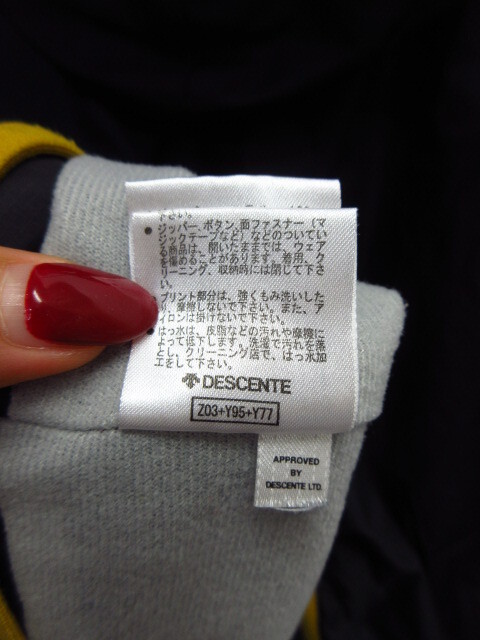 下さい。
● ジッパー、ボタン、面ファスナー(マ
ジックテープなど)などのついてい
る商品は、開いたままでは、ウェア
を傷めることがあります。着用、ク
リーニング、収納時には閉じて下さ
い。
プリント部分は、強くもみ洗いした
り、摩擦しないで下さい。また、ア
イロンは掛けないで下さい。
● はっ水は、皮脂などの汚れや摩擦に
よって低下します。洗濯で汚れを落
とし、クリーニング店で、はっ水加
工をして下さい。
DESCENTE
Z03+Y95+Y77
APPROVED
BY
DESCENTE LTD.